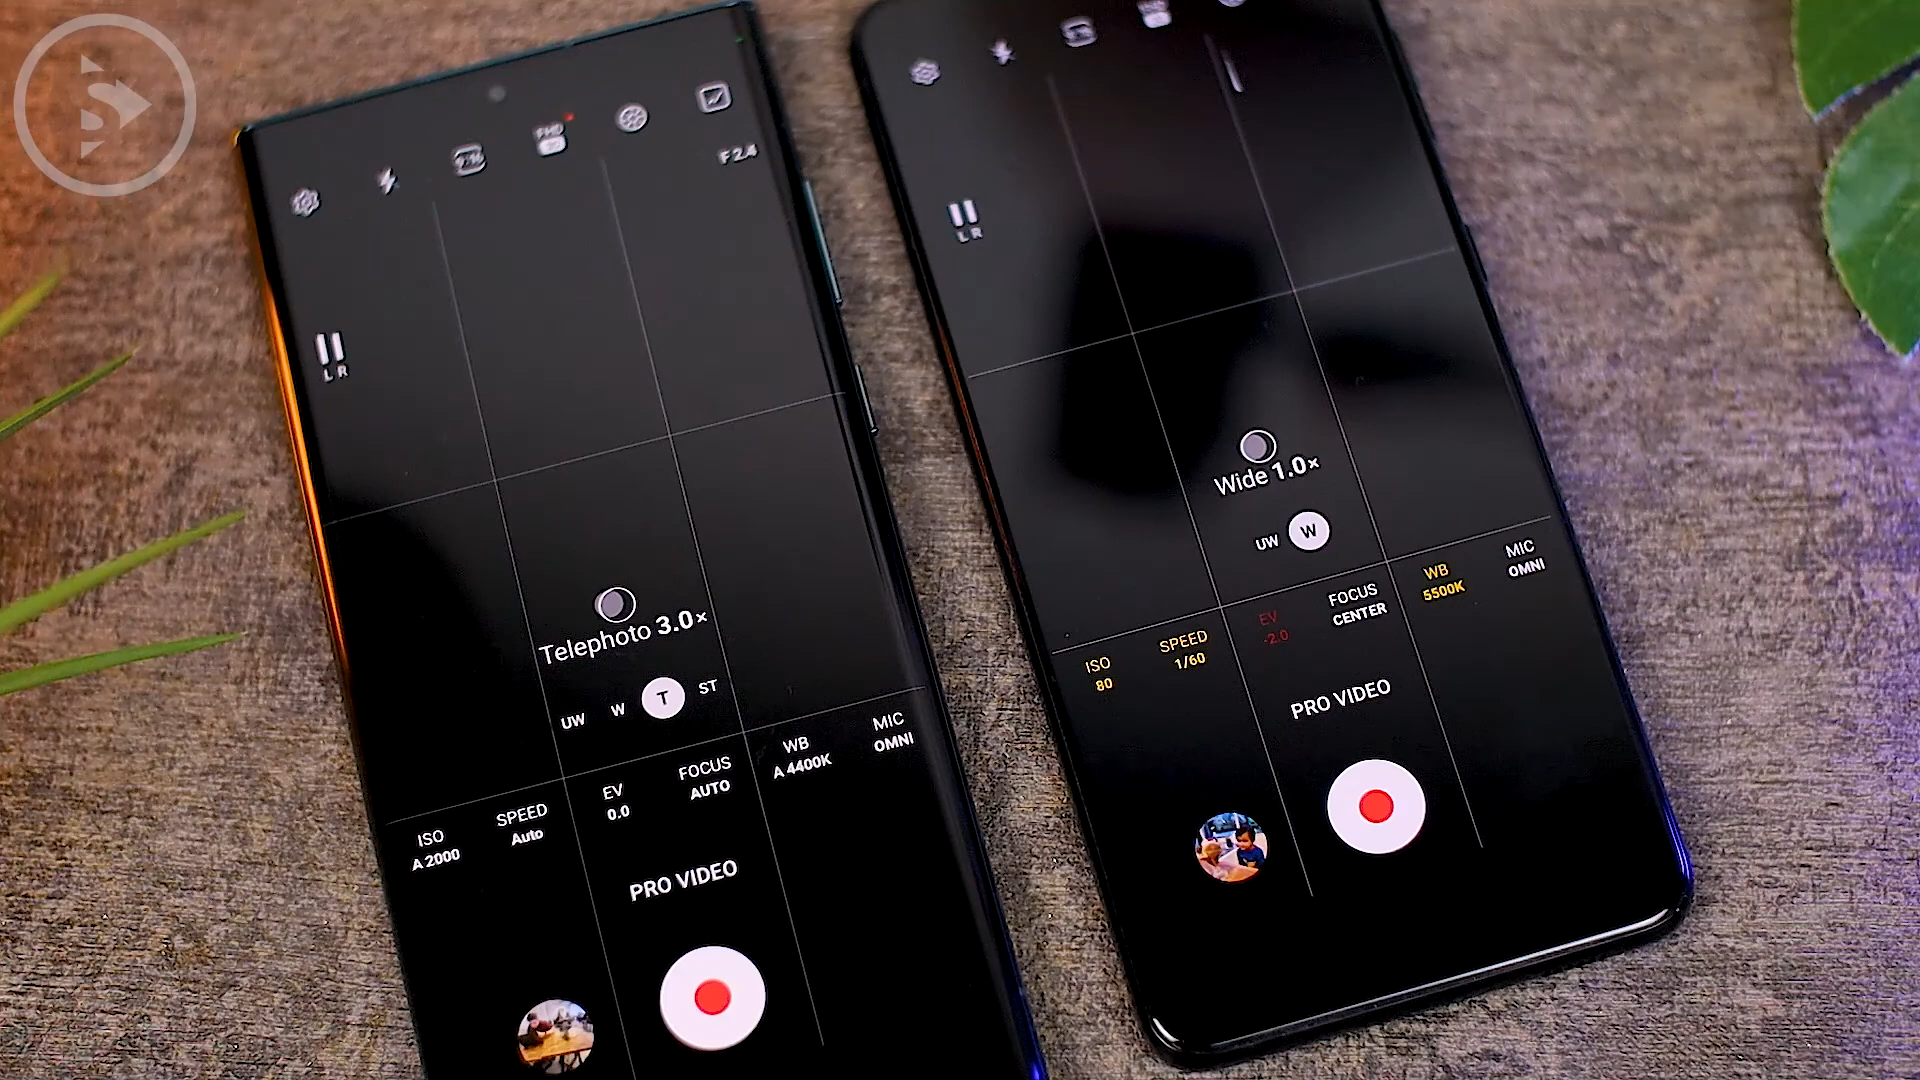 S
FHD
F2.4
L R
Telephoto 3.0×
UW W T ST
ISO
A 2000
SPEED
Auto
EV
0.0
FOCUS
AUTO
WB
A 4400K
MIC
OMNI
PRO VIDEO
L R
Wide 1.0×
UW W
ISO
80
SPEED
1/60
EV
-2.0
FOCUS
CENTER
WB
5500K
MIC
OMNI
PRO VIDEO